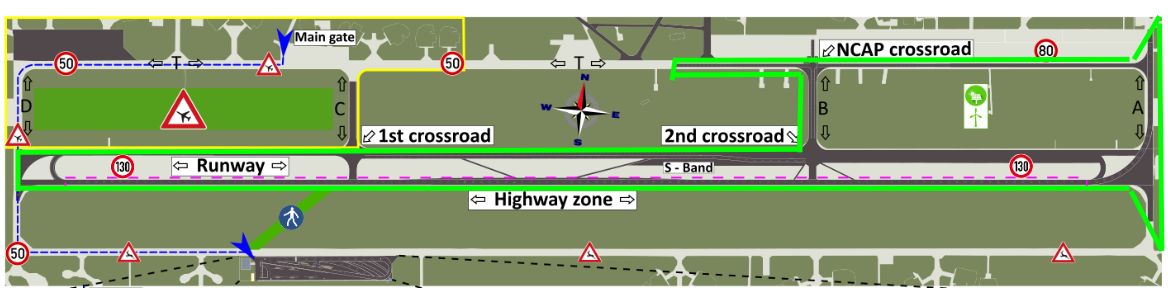 Main gate
50
T
50
T
NCAP crossroad
80
N
W
E
S
D
C
B
A
1st crossroad
2nd crossroad
130
Runway
S - Band
130
Highway zone
50